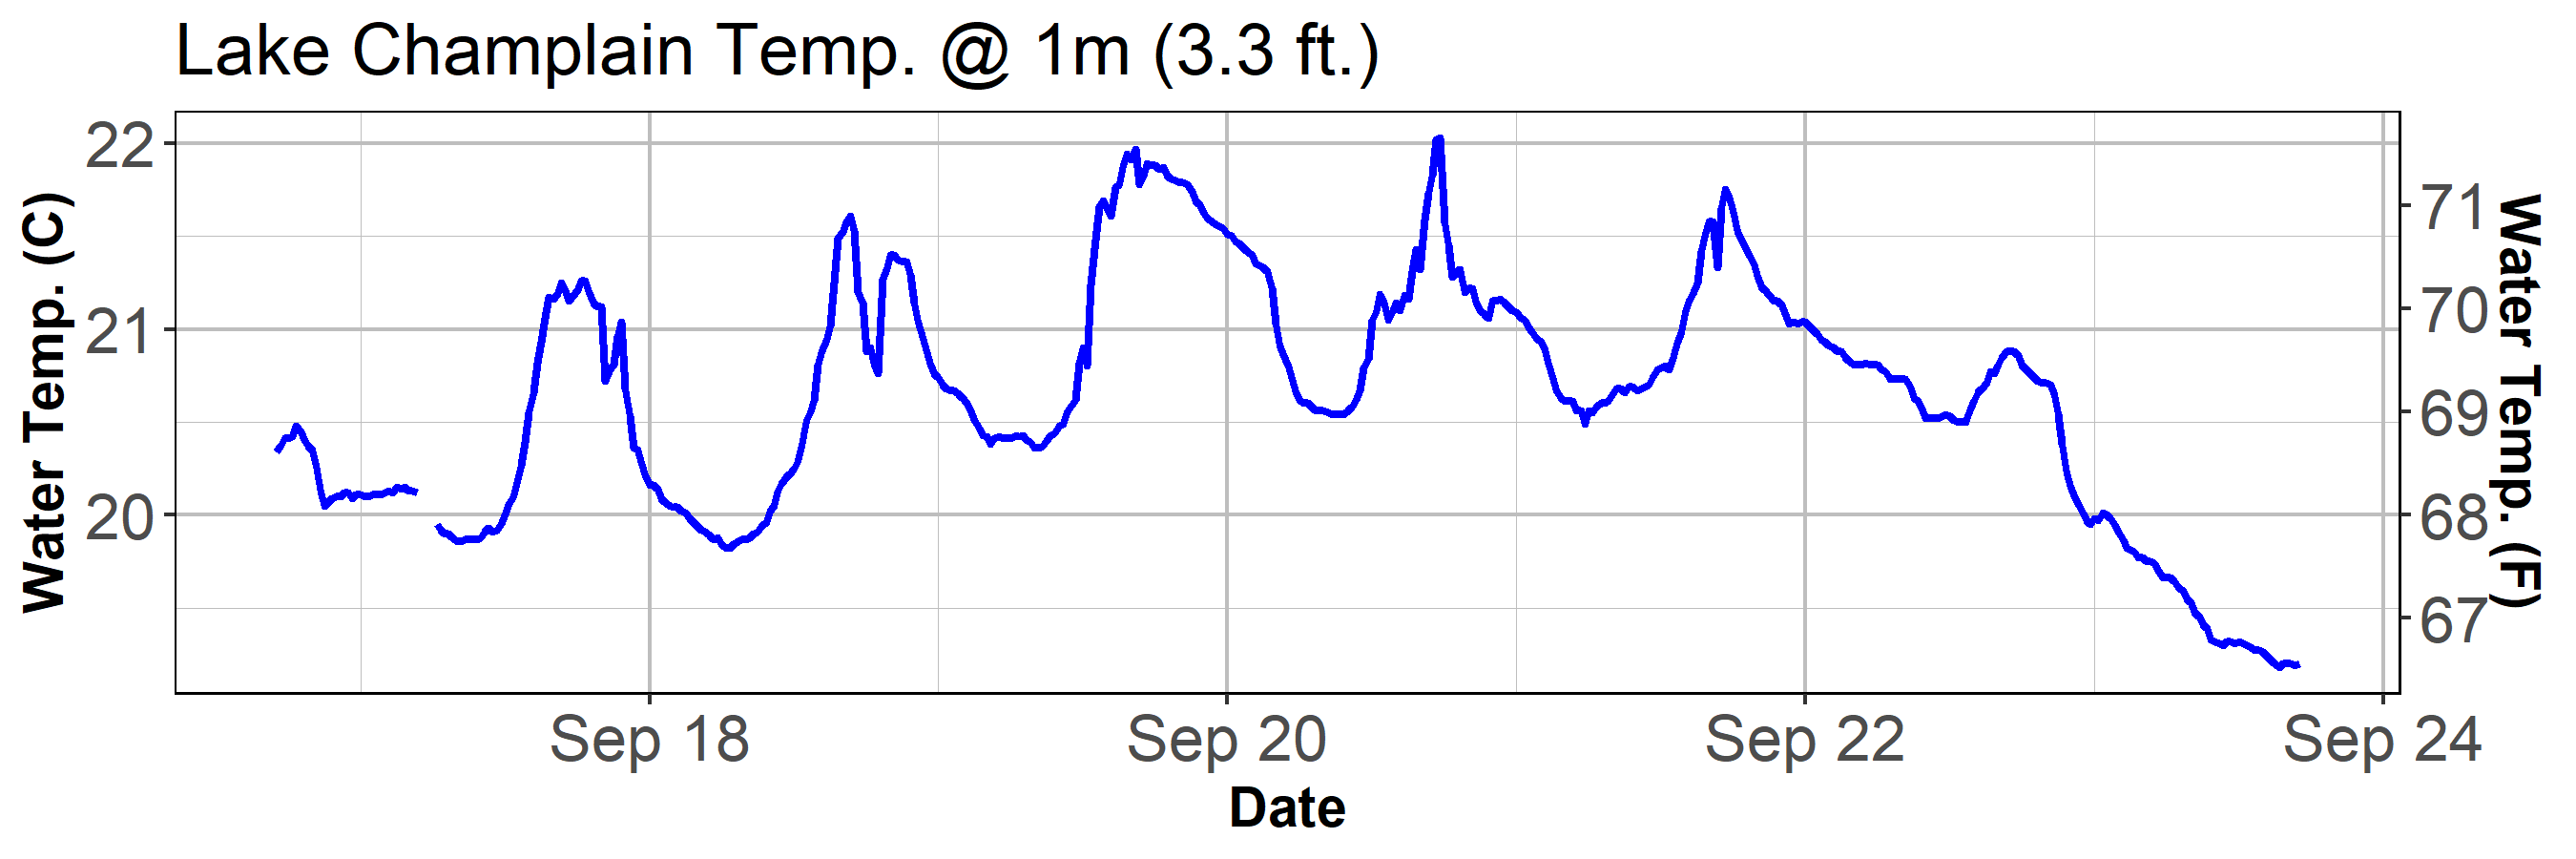 Lake Champlain Temp. @ 1m (3.3 ft.)
Water Temp. (C)
22
21
20
71
70
69
68
67
Water Temp. (F)
Sep 18
Sep 20
Sep 22
Sep 24
Date